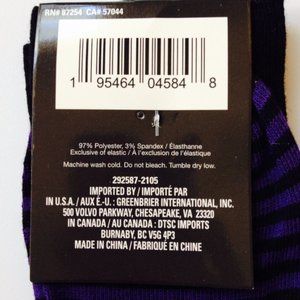 RN# 87254 CA# 57044
1 95464 04584 8
97% Polyester, 3% Spandex / Élasthanne
Exclusive of elastic / À l'exclusion de l'élastique
Machine wash cold. Do not bleach. Tumble dry low.
292587-2105
IMPORTED BY / IMPORTÉ PAR
IN U.S.A. / AUX É.-U. : GREENBRIER INTERNATIONAL, INC.
500 VOLVO PARKWAY, CHESAPEAKE, VA 23320
IN CANADA / AU CANADA : DTSC IMPORTS
BURNABY, BC V5G 4P3
MADE IN CHINA / FABRIQUÉ EN CHINE